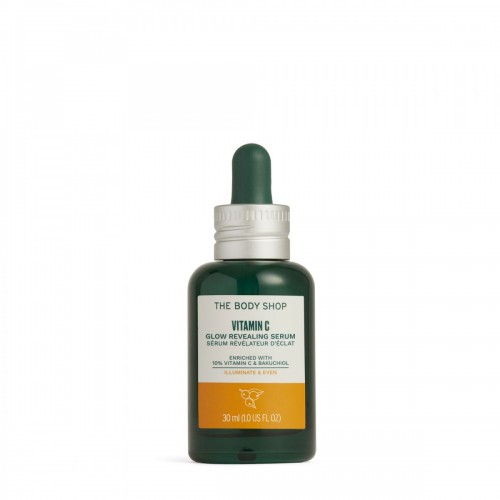 THE BODY SHOP
VITAMIN C
GLOW REVEALING SERUM
SÉRUM RÉVÉLATEUR D'ÉCLAT
ENRICHED WITH
10% VITAMIN C & BAKUCHIOL
ILLUMINATE & EVEN
30 ml (1.0 US FL OZ)